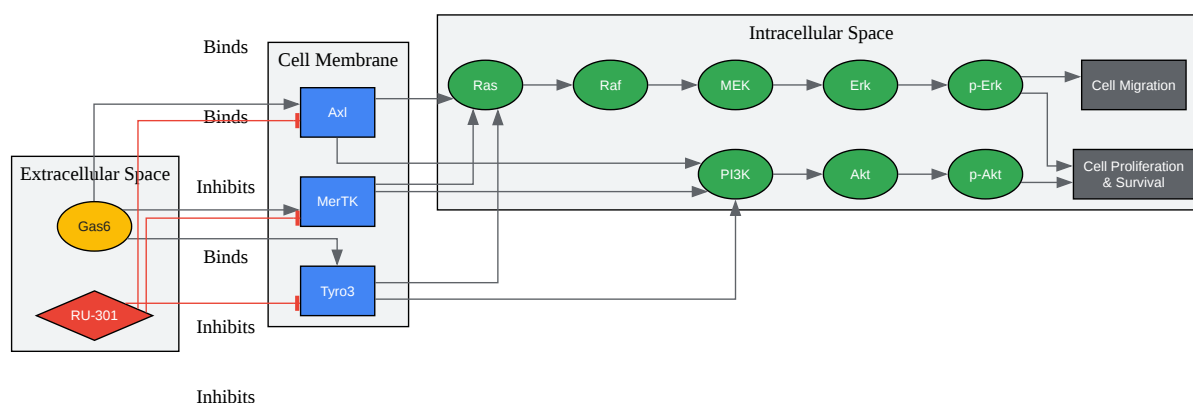 Intracellular Space
Binds
Cell Membrane
Ras
Raf
MEK
Erk
p-Erk
Cell Migration
Axl
Binds
Extracellular Space
PI3K
Akt
p-Akt
Cell Proliferation
& Survival
Inhibits
MerTK
Gas6
Binds
Tyro3
RU-301
Inhibits
Inhibits